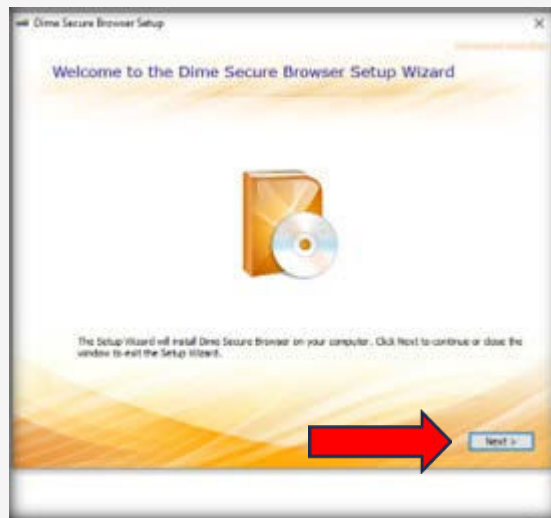 Dime Secure Browser Setup
Welcome to the Dime Secure Browser Setup Wizard
The Setup Wizard will install Dime Secure Browser on your computer. Click Next to continue or close the
window to exit the Setup Wizard.
Next >